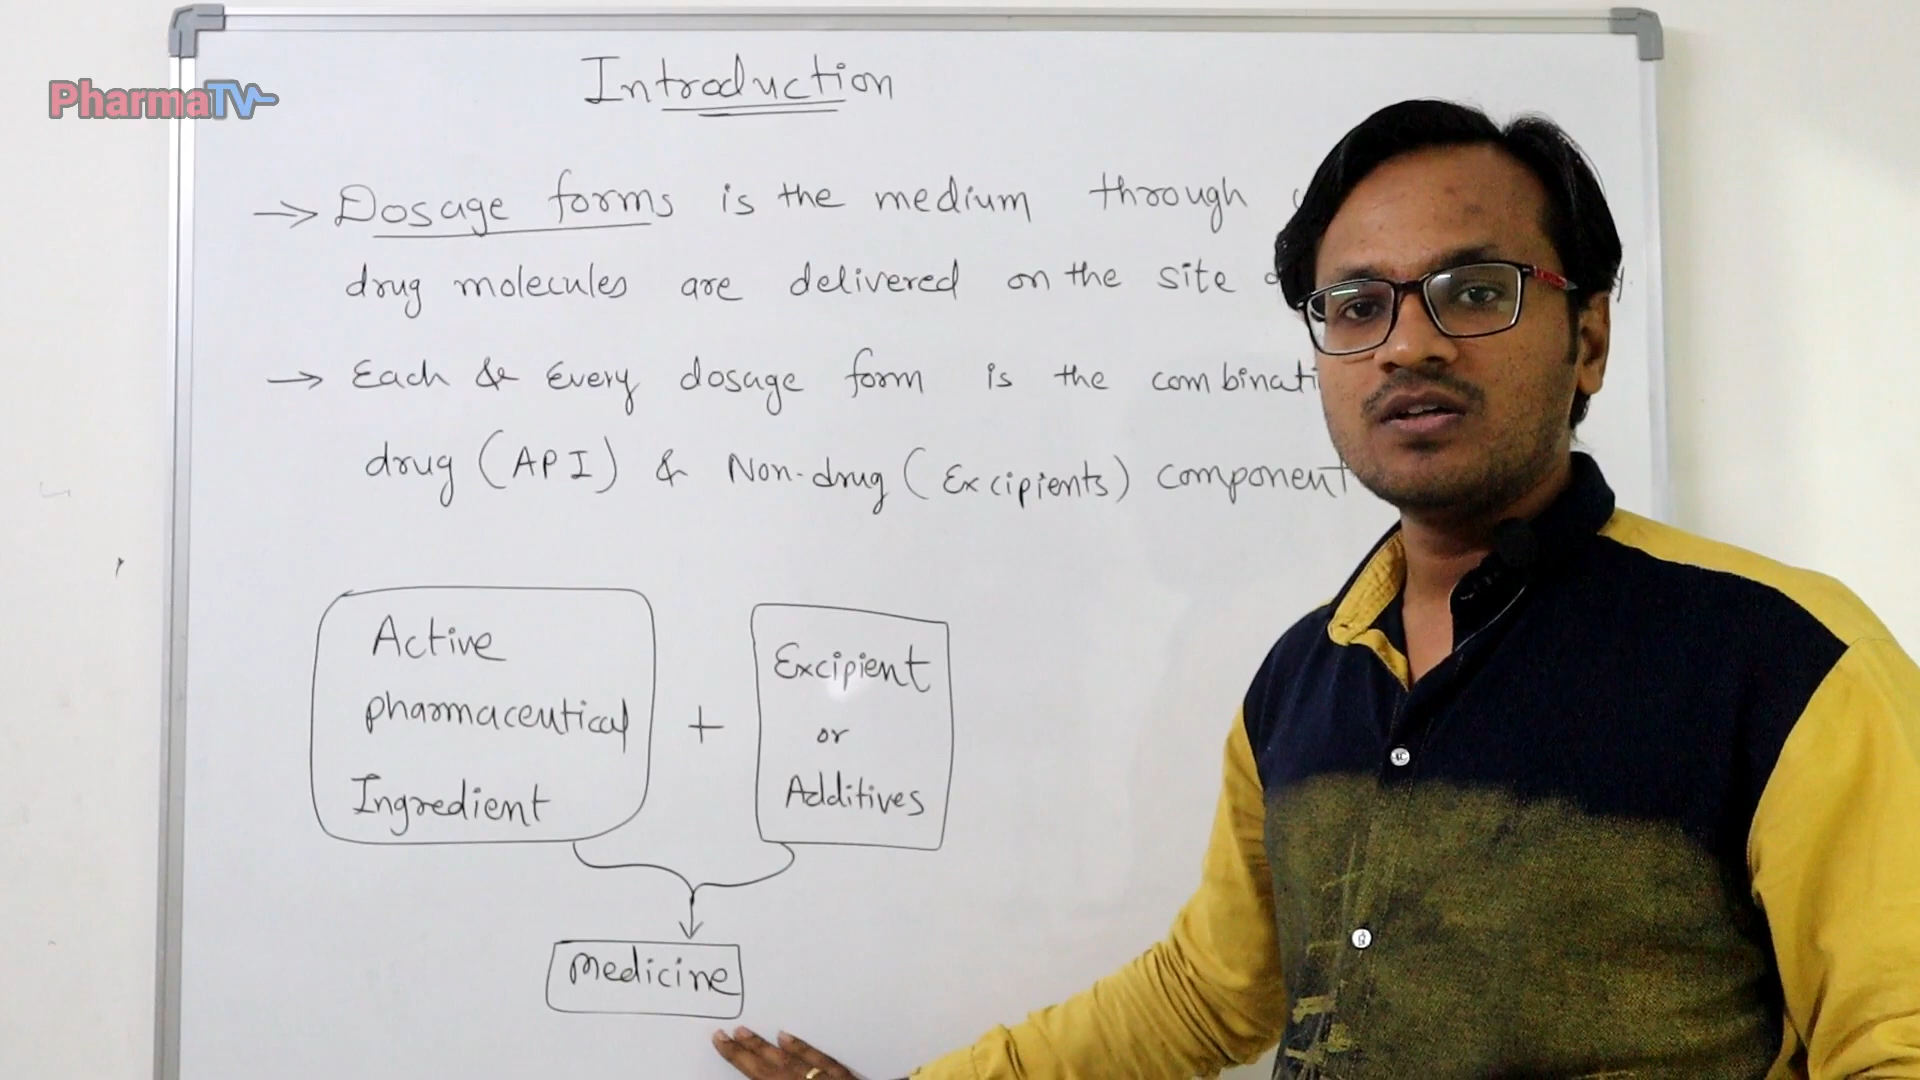 PharmaTV
Introduction
→ Dosage forms is the medium through
drug molecules are delivered on the site
→ Each & Every dosage form is the combinati
drug (API) & Non-drug (Excipients) component
Active
pharmaceutical
Ingredient
+
Excipient
or
Additives
Medicine